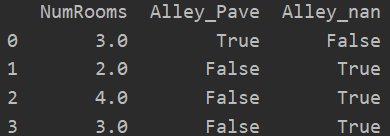 NumRooms Alley_Pave Alley_nan
0 3.0 True False
1 2.0 False True
2 4.0 False True
3 3.0 False True